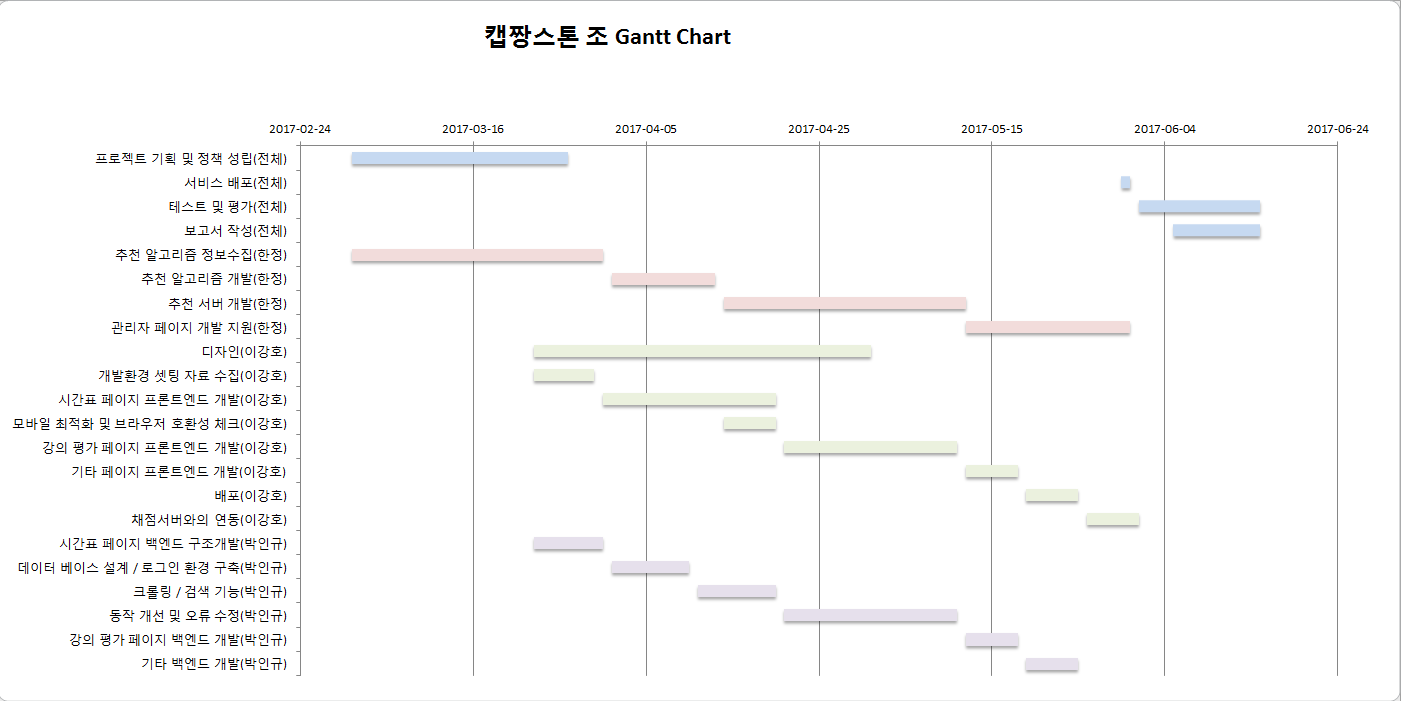 캡짱스톤 조 Gantt Chart
2017-02-24 2017-03-16 2017-04-05 2017-04-25 2017-05-15 2017-06-04 2017-06-24
프로젝트 기획 및 정책 성립(전체)
서비스 배포(전체)
테스트 및 평가(전체)
보고서 작성(전체)
추천 알고리즘 정보수집(한정)
추천 알고리즘 개발(한정)
추천 서버 개발(한정)
관리자 페이지 개발 지원(한정)
디자인(이강호)
개발환경 셋팅 자료 수집(이강호)
시간표 페이지 프론트엔드 개발(이강호)
모바일 최적화 및 브라우저 호환성 체크(이강호)
강의 평가 페이지 프론트엔드 개발(이강호)
기타 페이지 프론트엔드 개발(이강호)
배포(이강호)
채점서버와의 연동(이강호)
시간표 페이지 백엔드 구조개발(박인규)
데이터 베이스 설계 / 로그인 환경 구축(박인규)
크롤링 / 검색 기능(박인규)
동작 개선 및 오류 수정(박인규)
강의 평가 페이지 백엔드 개발(박인규)
기타 백엔드 개발(박인규)